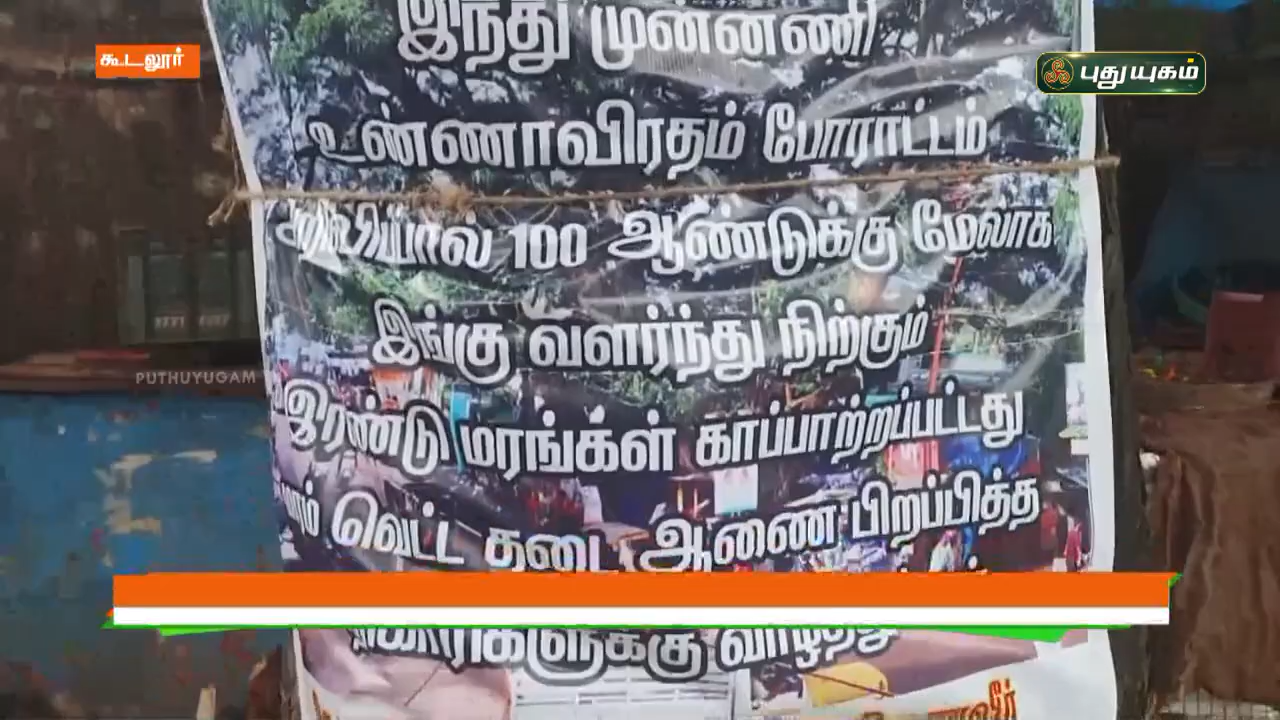 கூடலூர்
புதுயுகம்
இந்து முன்னணி
உண்ணாவிரதம் போராட்டம்
100 ஆண்டுக்கு மேலாக
இங்கு வளர்ந்து நிற்கும்
இரண்டு மரங்கள் காப்பாற்றப்பட்டது
வெட்ட தடை ஆணை பிறப்பித்த
PUTHUYUGAM